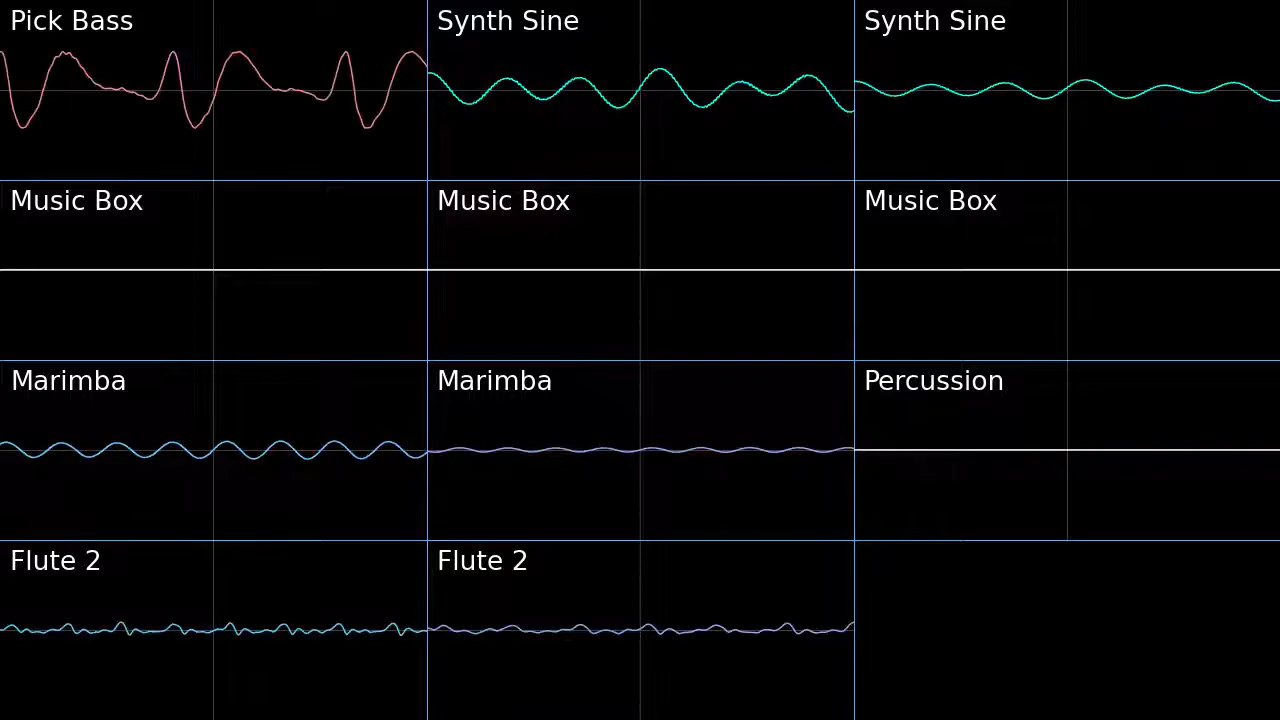 Pick Bass
Synth Sine
Synth Sine
Music Box
Music Box
Music Box
Marimba
Marimba
Percussion
Flute 2
Flute 2